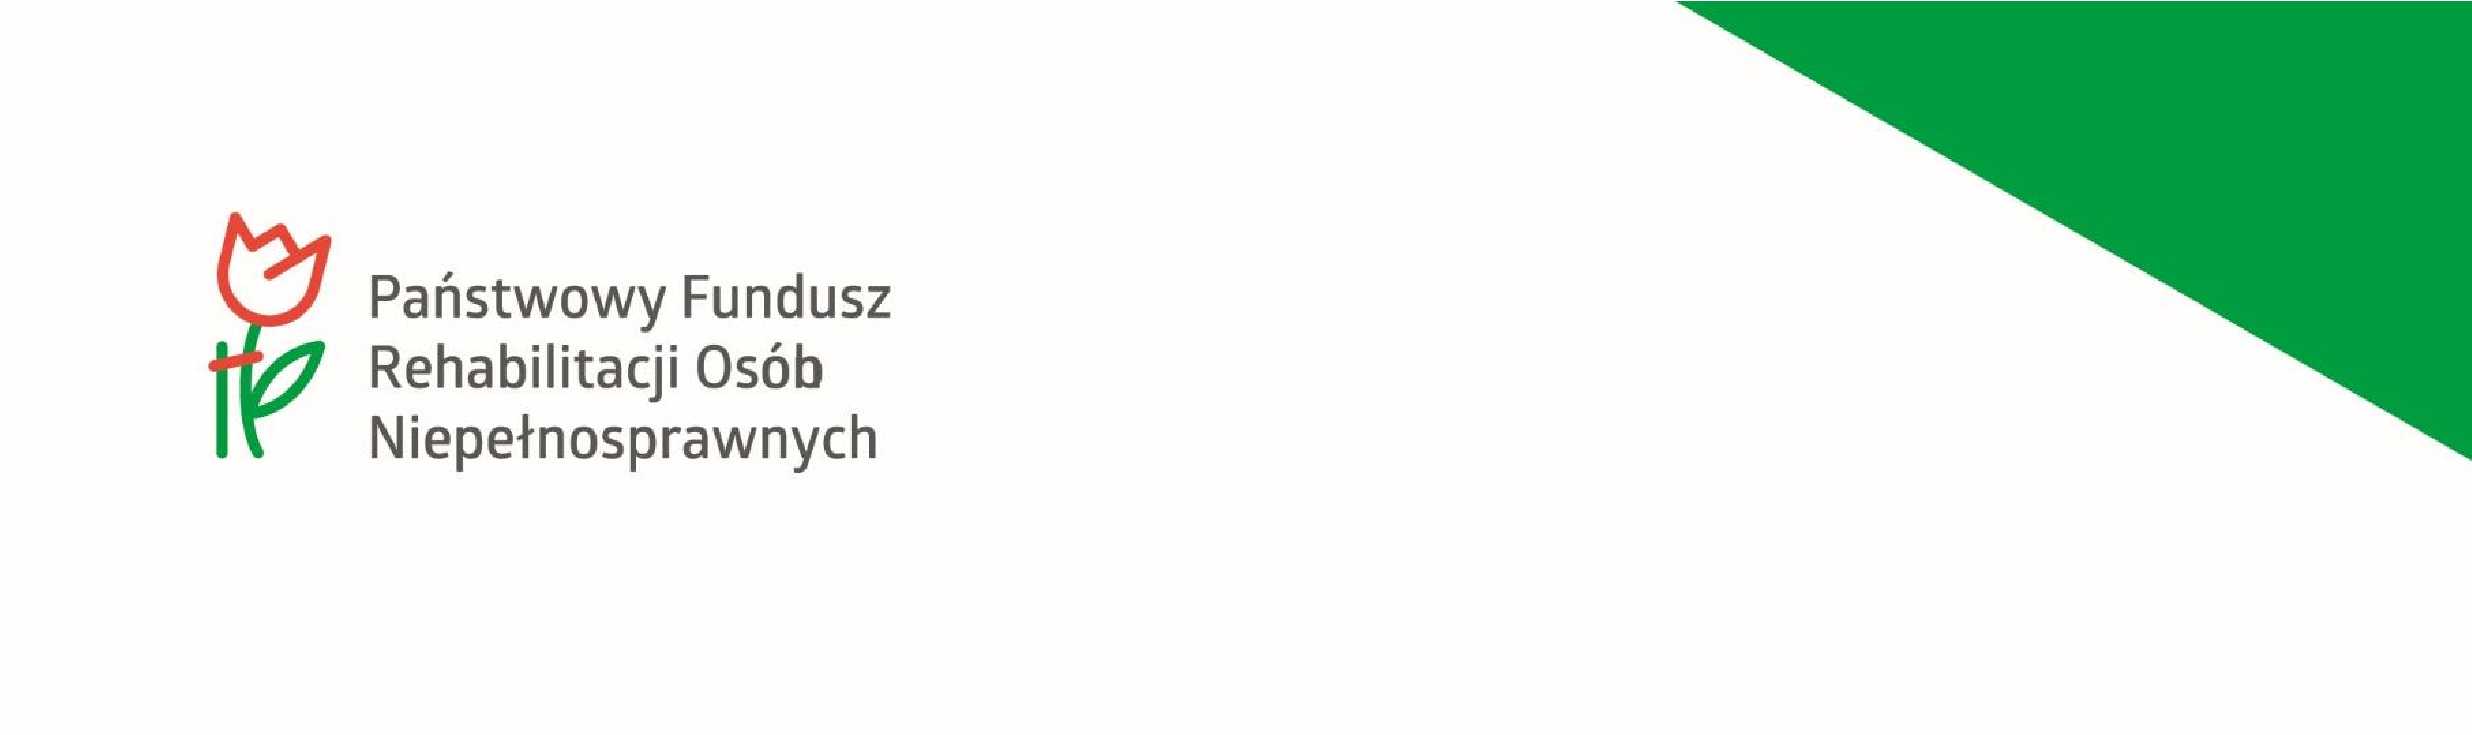 Państwowy Fundusz
Rehabilitacji Osób
Niepełnosprawnych